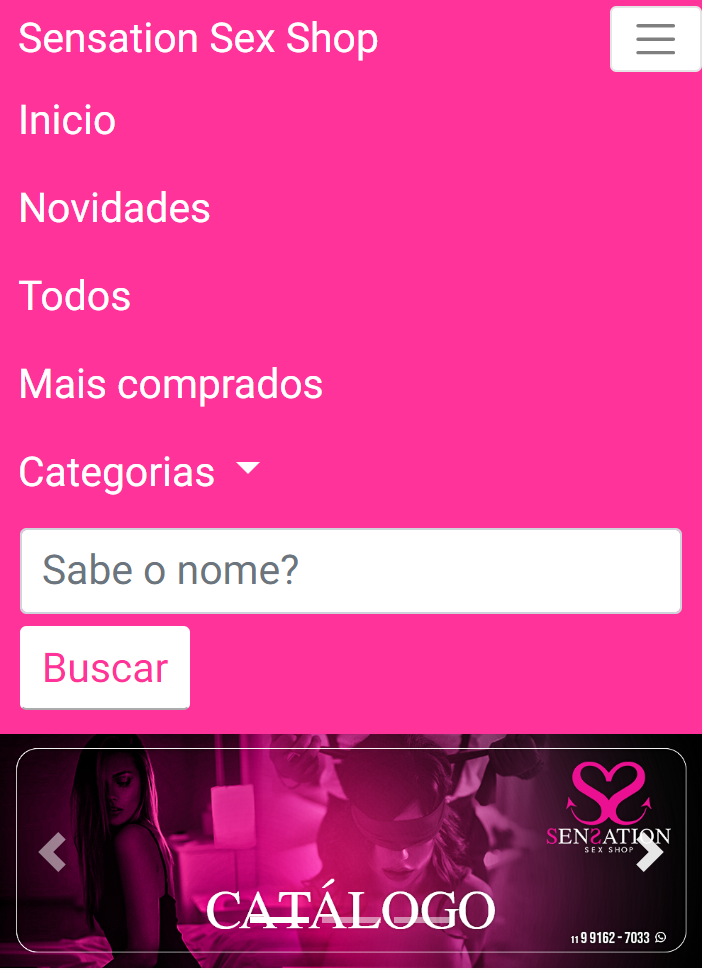 Sensation Sex Shop
Inicio
Novidades
Todos
Mais comprados
Categorias
Sabe o nome?
Buscar
SENSATION
SEX SHOP
CATÁLOGO
11 9 9162 - 7033